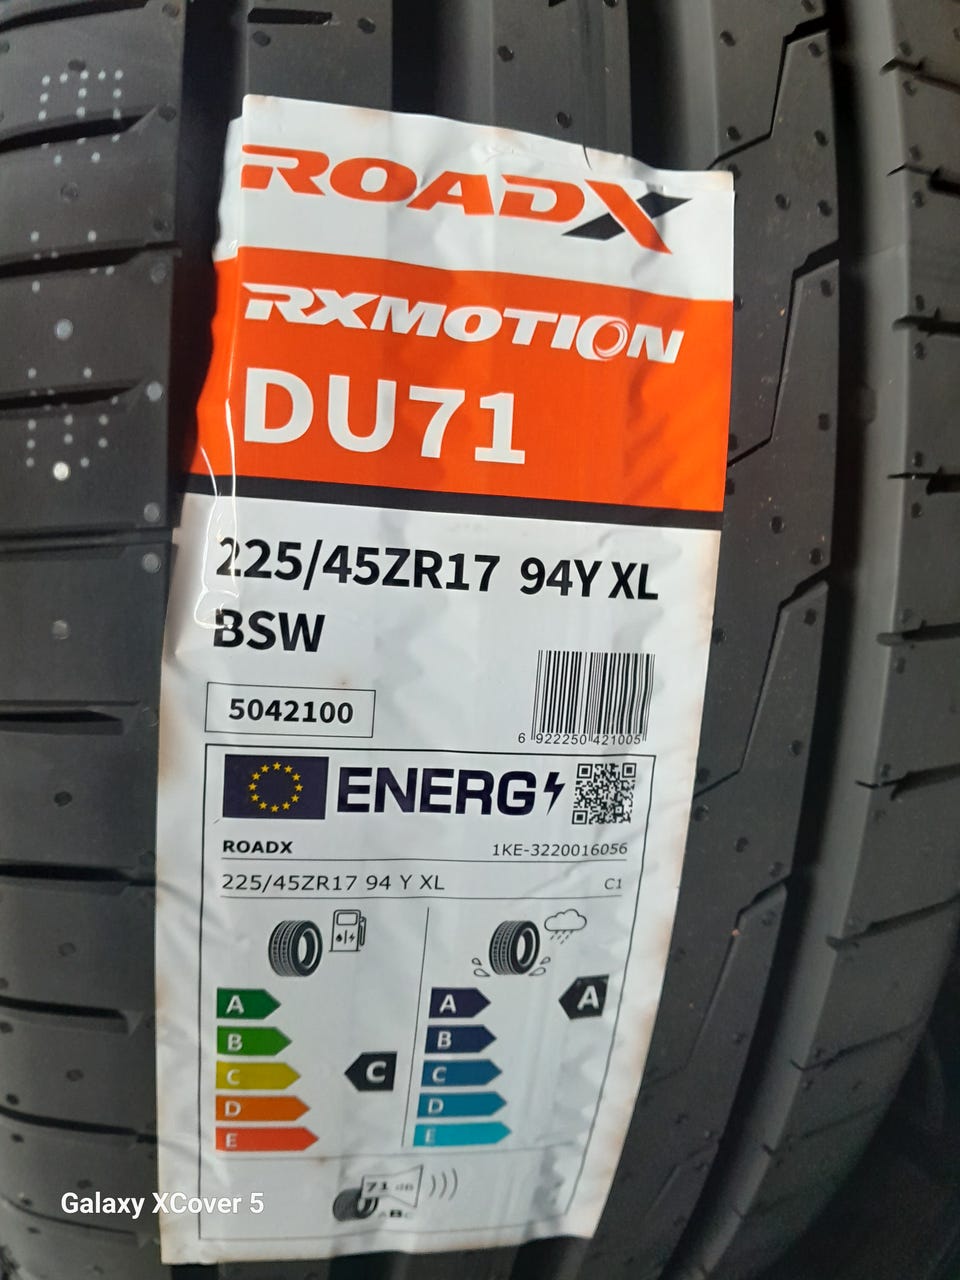 ROADX
RXMOTION
DU71
225/45ZR17 94Y XL
BSW
5042100
6 922250 421005
ENERG
ROADX 1KE-3220016056
225/45ZR17 94 Y XL C1
A A A
B B
C C C
D D
E E
71 dB
ABC
Galaxy XCover 5